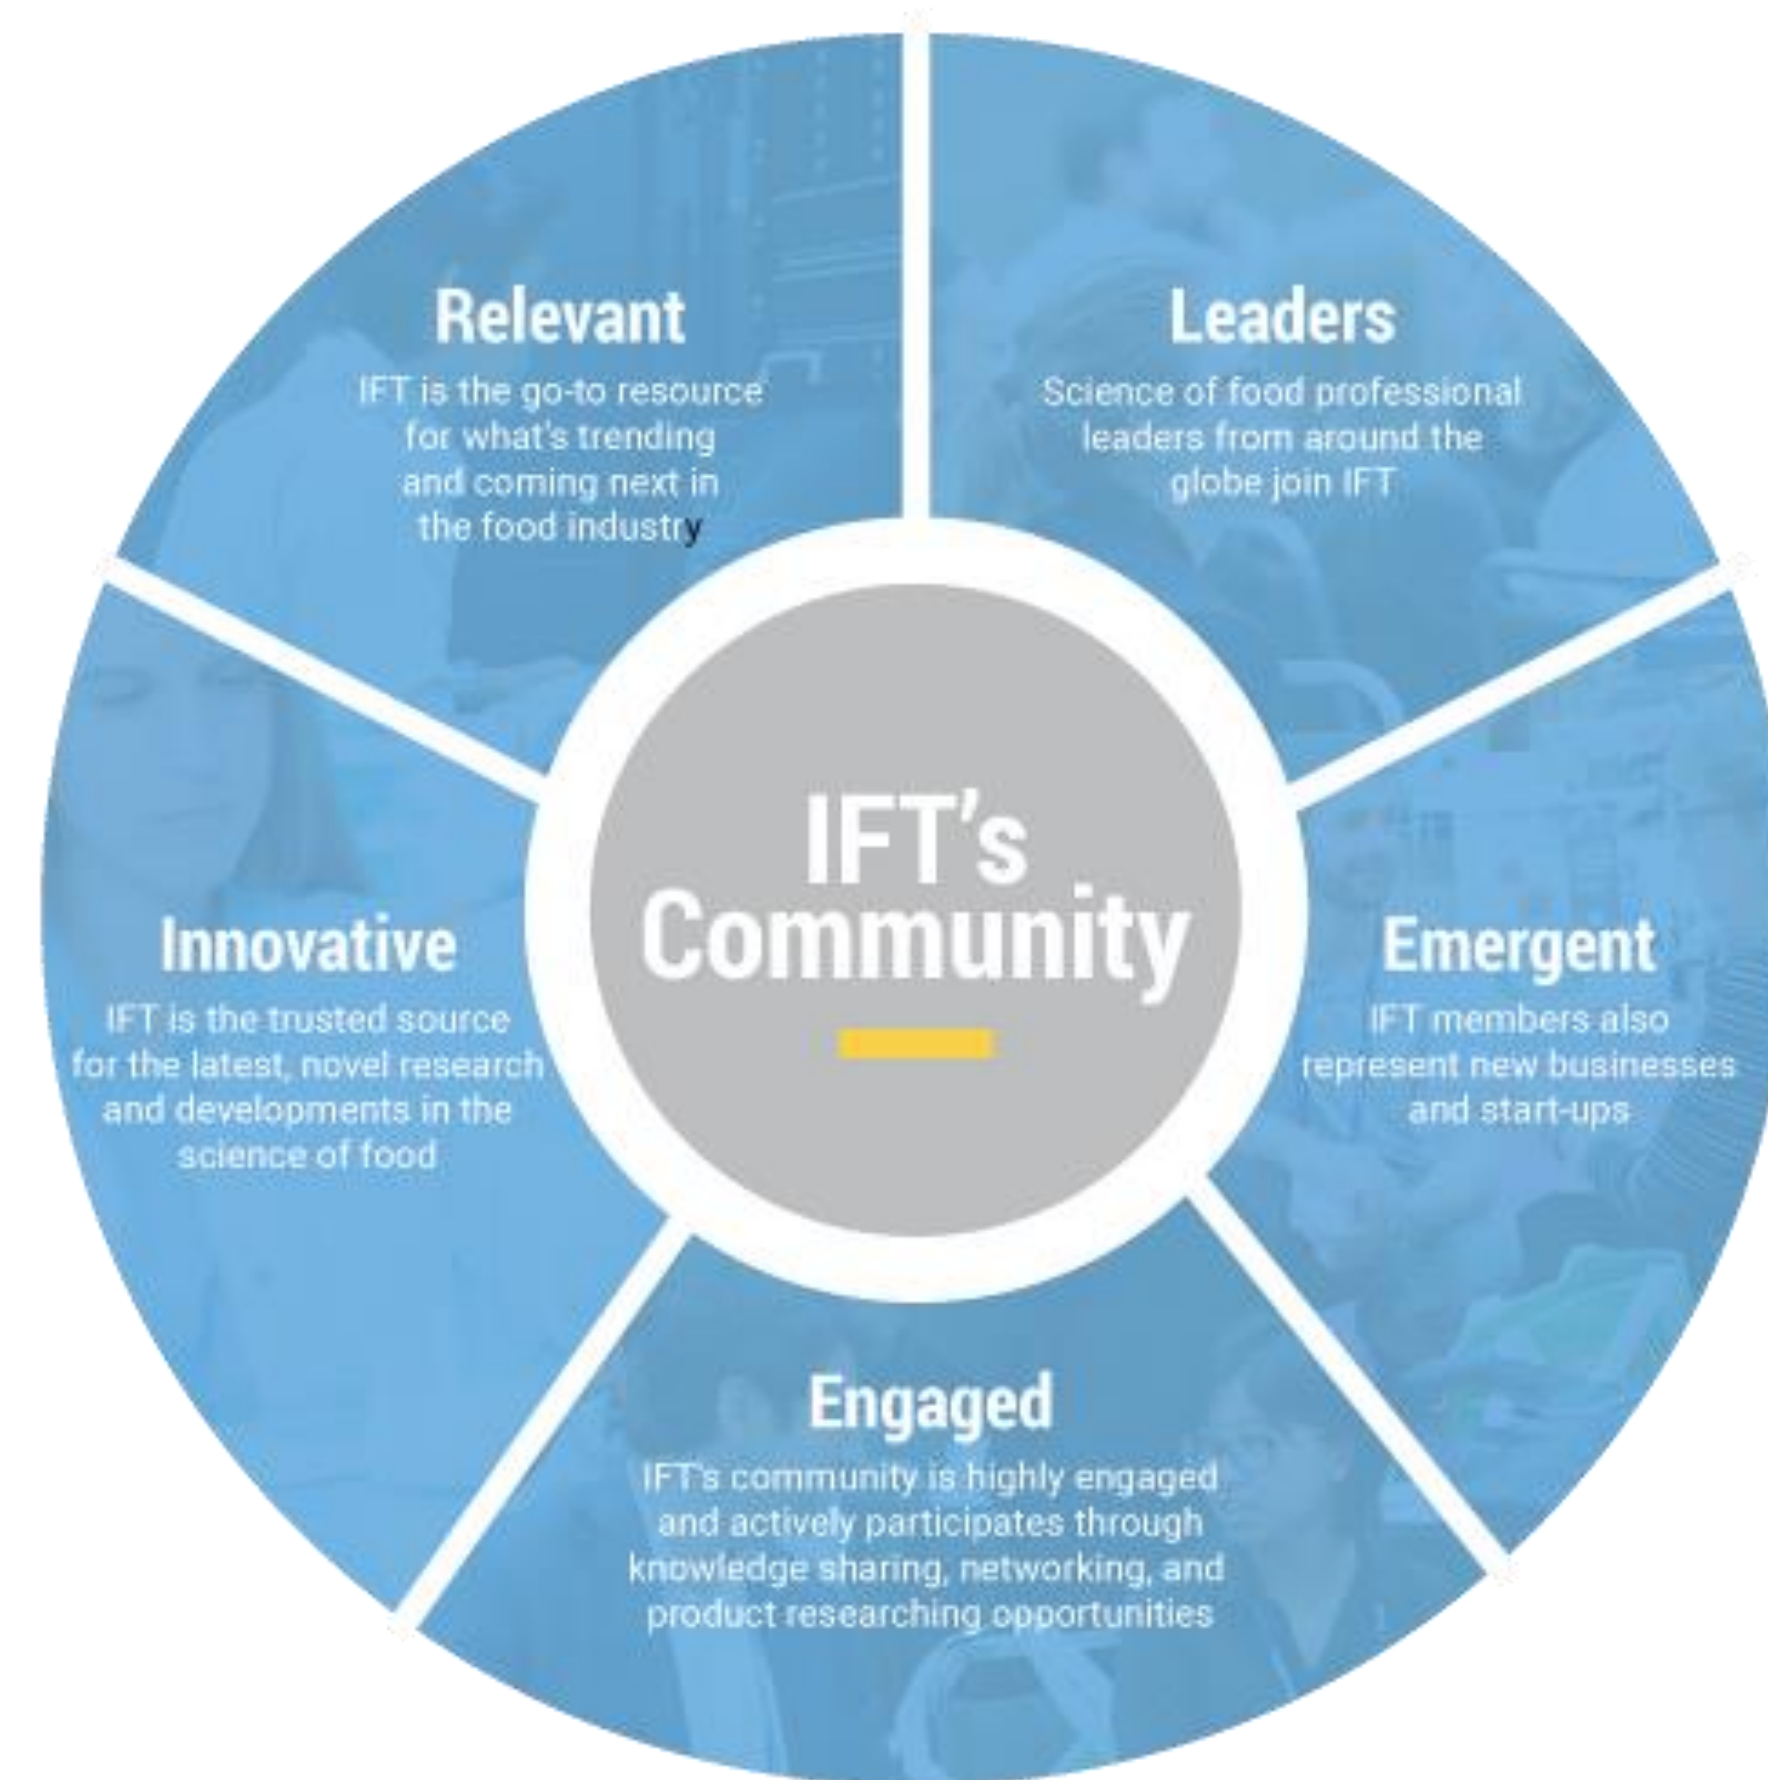 Relevant
IFT is the go-to resource
for what's trending
and coming next in
the food industry
Leaders
Science of food professional
leaders from around the
globe join IFT
IFT's
Community
Innovative
IFT is the trusted source
for the latest, novel research
and developments in the
science of food
Emergent
IFT members also
represent new businesses
and start-ups
Engaged
IFT's community is highly engaged
and actively participates through
knowledge sharing, networking, and
product researching opportunities